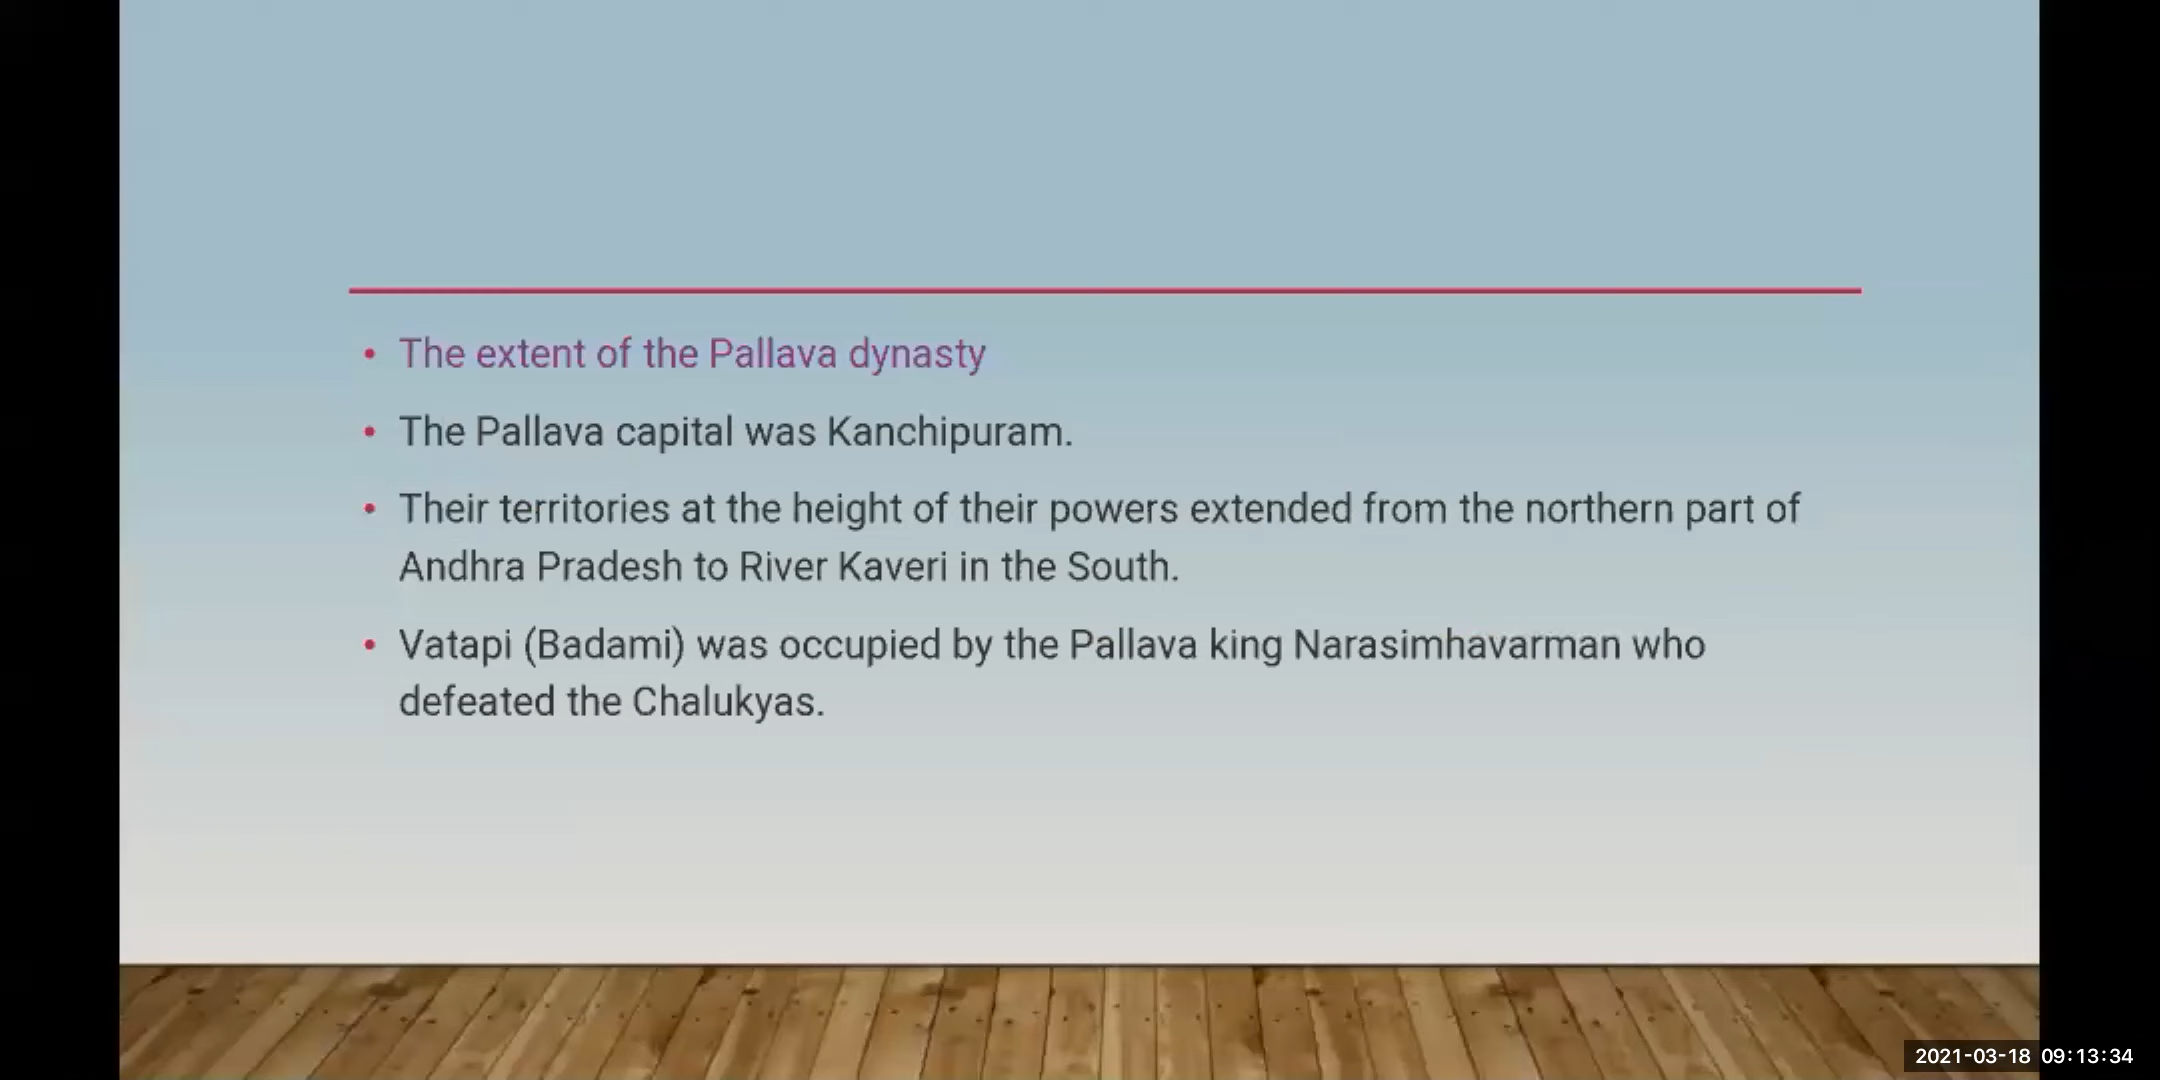 • The extent of the Pallava dynasty
• The Pallava capital was Kanchipuram.
• Their territories at the height of their powers extended from the northern part of
Andhra Pradesh to River Kaveri in the South.
• Vatapi (Badami) was occupied by the Pallava king Narasimhavarman who
defeated the Chalukyas.
2021-03-18 09:13:34